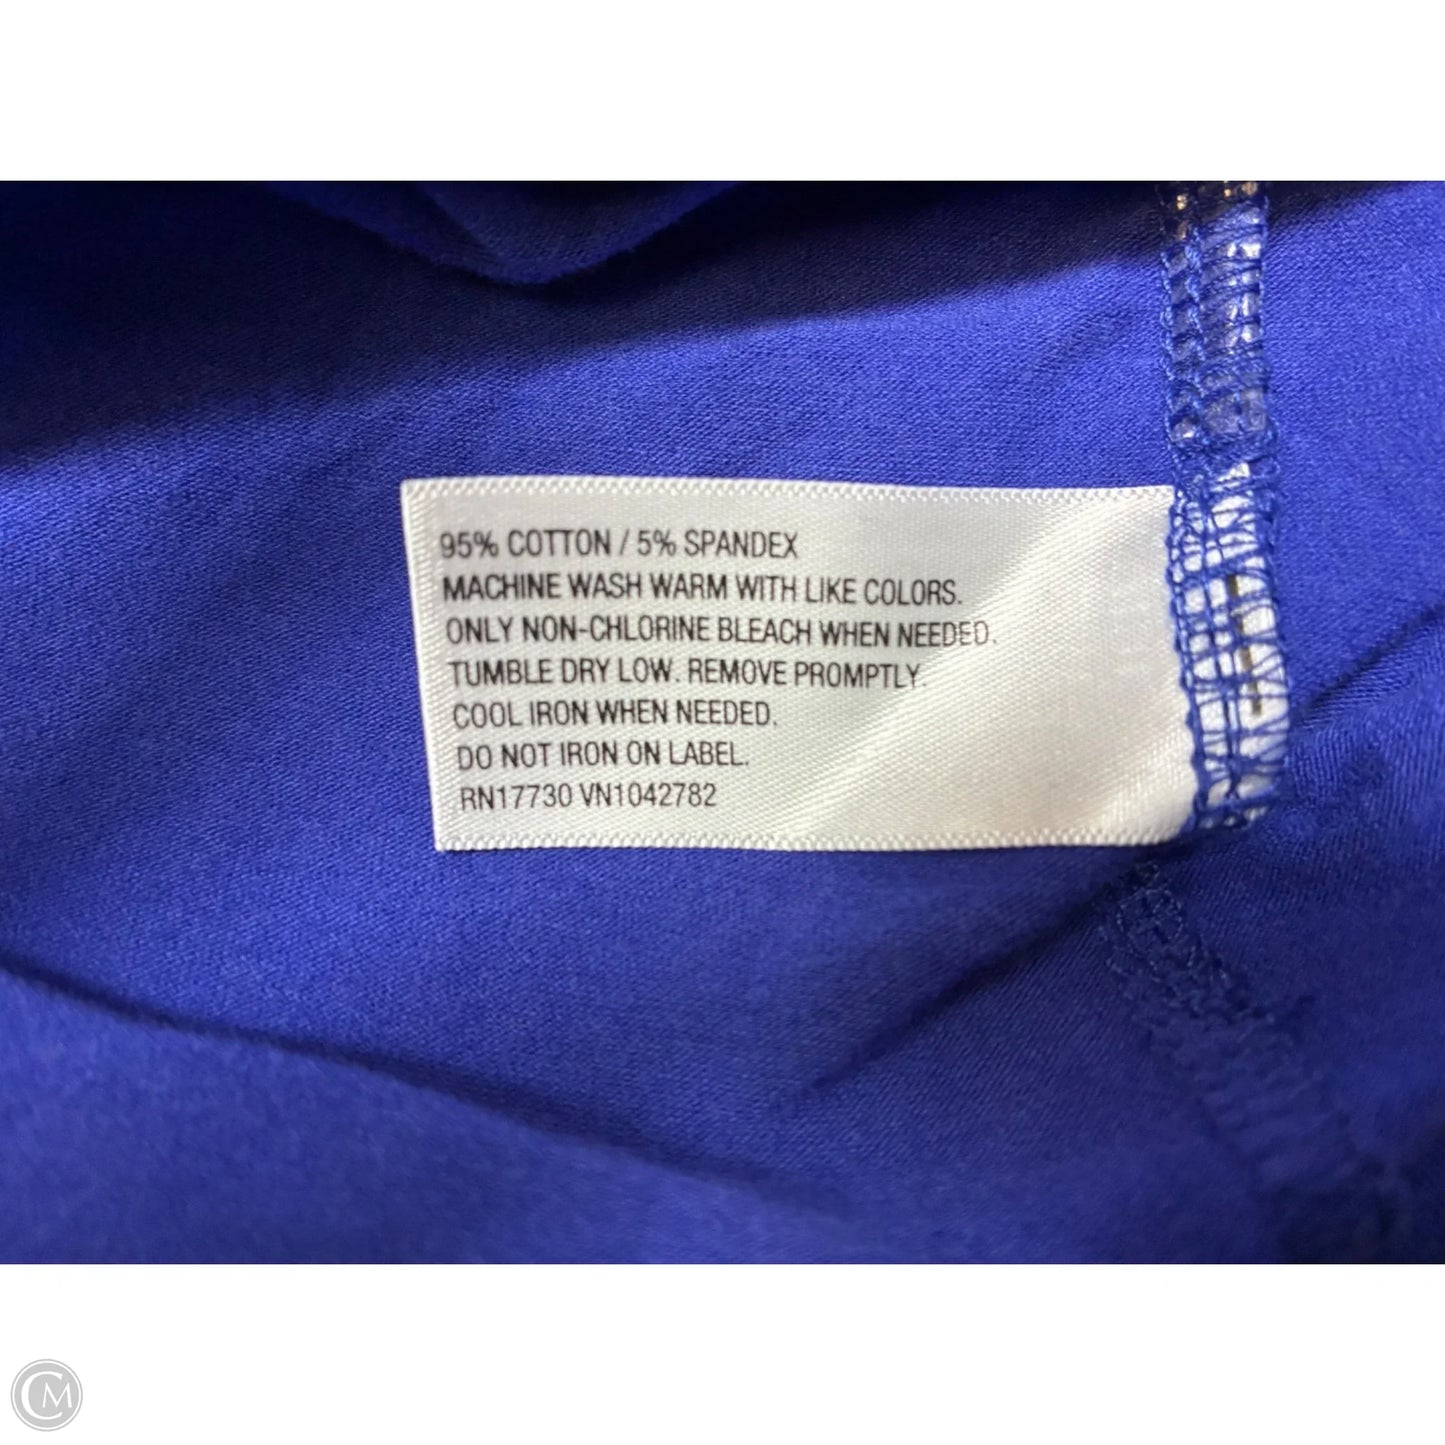 95% COTTON / 5% SPANDEX
MACHINE WASH WARM WITH LIKE COLORS.
ONLY NON-CHLORINE BLEACH WHEN NEEDED.
TUMBLE DRY LOW. REMOVE PROMPTLY.
COOL IRON WHEN NEEDED.
DO NOT IRON ON LABEL.
RN17730 VN1042782
CM